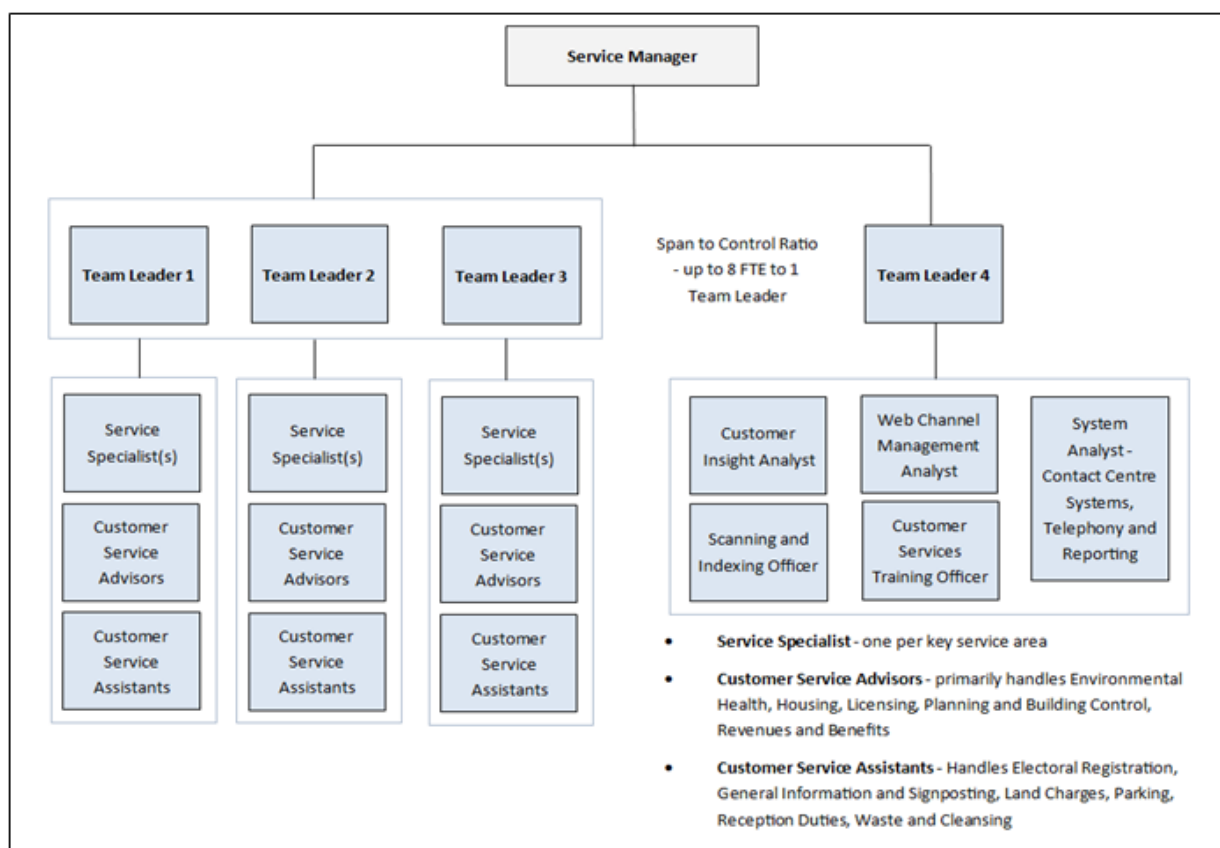 Service Manager
Team Leader 1
Team Leader 2
Team Leader 3
Span to Control Ratio
- up to 8 FTE to 1
Team Leader
Team Leader 4
Service
Specialist(s)
Customer
Service
Advisors
Customer
Service
Assistants
Service
Specialist(s)
Customer
Service
Advisors
Customer
Service
Assistants
Service
Specialist(s)
Customer
Service
Advisors
Customer
Service
Assistants
Customer
Insight Analyst
Web Channel
Management
Analyst
System
Analyst -
Contact Centre
Systems,
Telephony and
Reporting
Scanning and
Indexing Officer
Customer
Services
Training Officer
• Service Specialist - one per key service area
• Customer Service Advisors - primarily handles Environmental
Health, Housing, Licensing, Planning and Building Control,
Revenues and Benefits
• Customer Service Assistants - Handles Electoral Registration,
General Information and Signposting, Land Charges, Parking,
Reception Duties, Waste and Cleansing